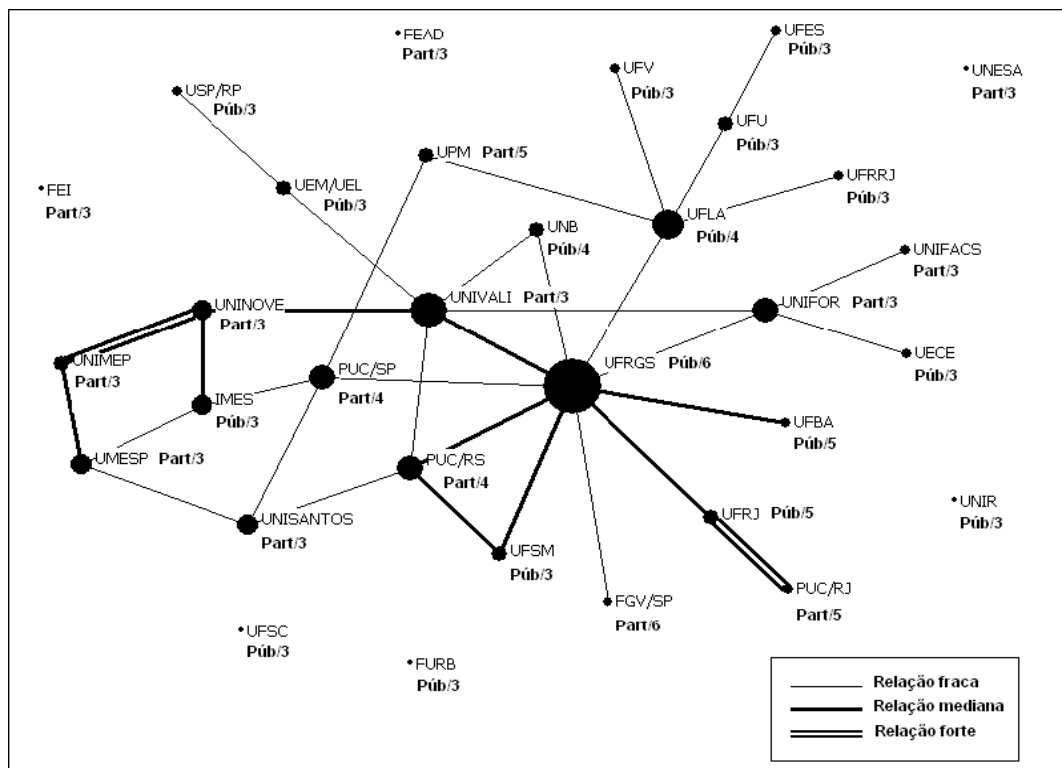 FEAD
Part/3
UFES
Púb/3
UFV
Púb/3
UNESA
Part/3
USP/RP
Púb/3
UFU
Púb/3
UPM Part/5
FEI
Part/3
UEM/UEL
Púb/3
UFRRJ
Púb/3
UFLA
Púb/4
UNB
Púb/4
UNIFACS
Part/3
UNINOVE
Part/3
UNIVALI Part/3
UNIFOR Part/3
UNIMEP
Part/3
PUC/SP
Part/4
UFRGS Púb/6
UECE
Púb/3
IMES
Púb/3
UFBA
Púb/5
UMESP Part/3
PUC/RS
Part/4
UNISANTOS
Part/3
UFRJ Púb/5
UNIR
Púb/3
UFSM
Púb/3
FGV/SP
Part/6
PUC/RJ
Part/5
UFSC
Púb/3
FURB
Púb/3
Relação fraca
Relação mediana
Relação forte